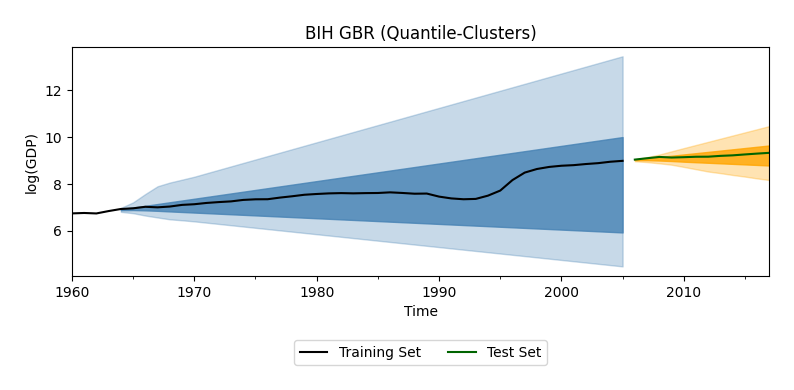 BIH GBR (Quantile-Clusters)
log(GDP)
12
10
8
6
1960 1970 1980 1990 2000 2010
Time
Training Set Test Set